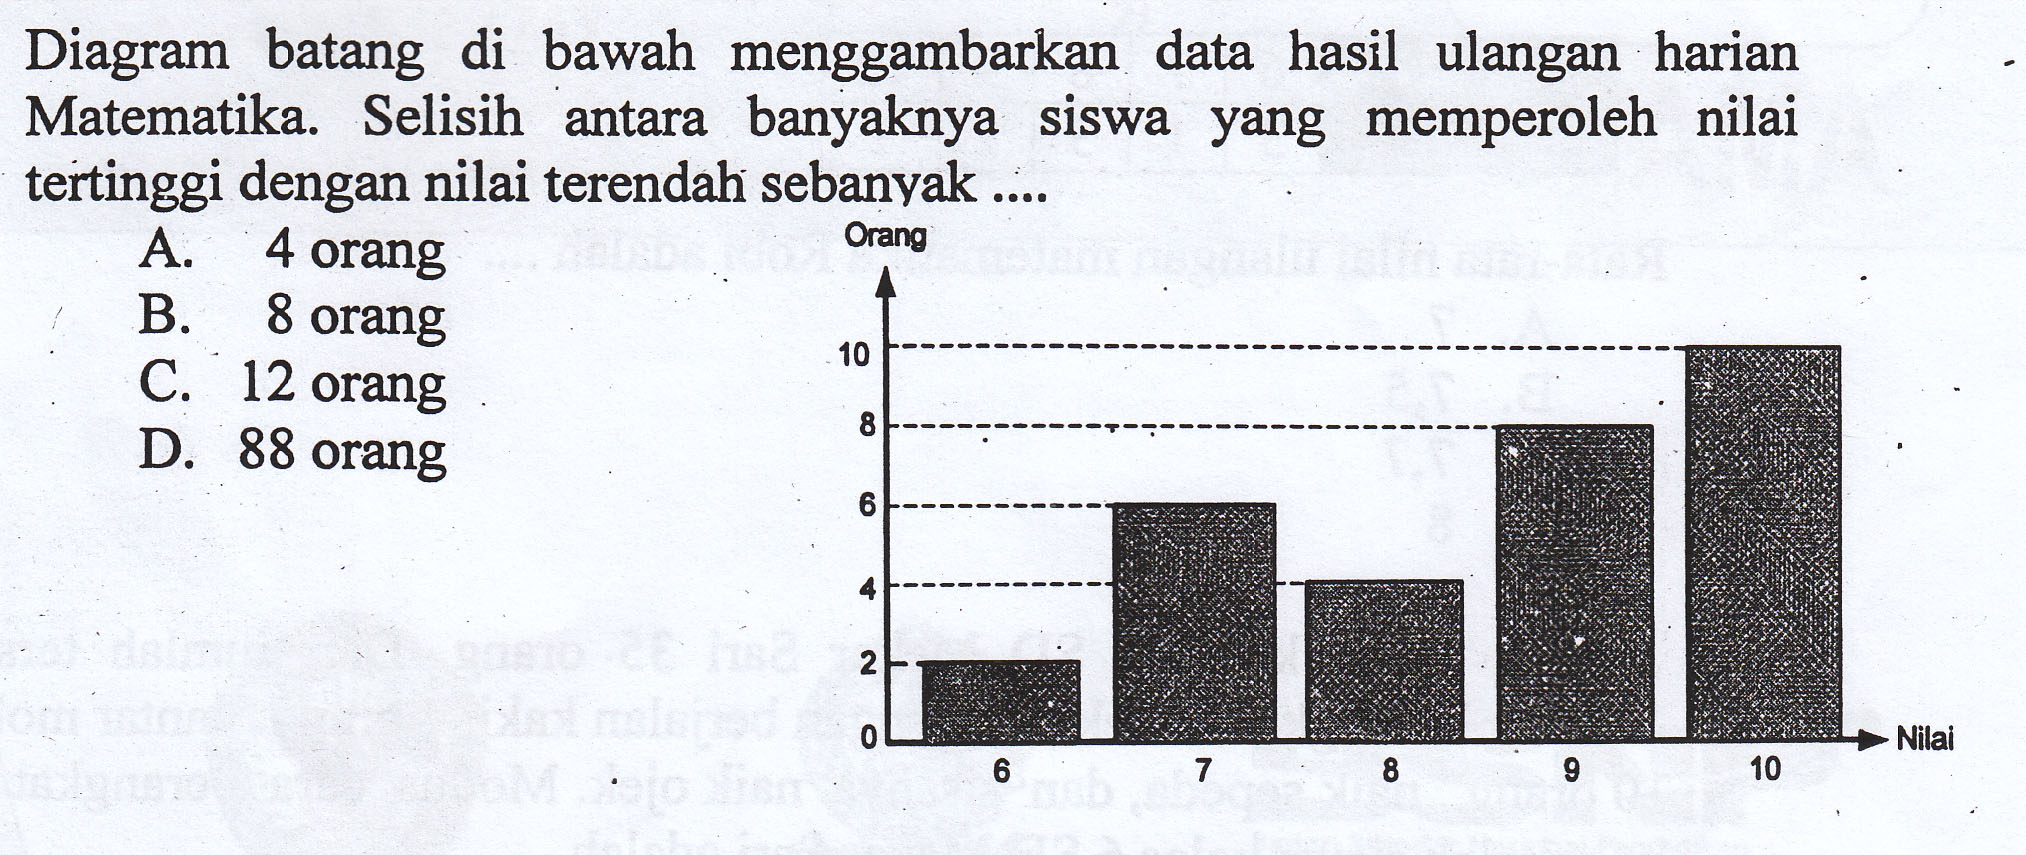 Diagram batang di bawah menggambarkan data hasil ulangan harian
Matematika. Selisih antara banyaknya siswa yang memperoleh nilai
tertinggi dengan nilai terendah sebanyak ....
A. 4 orang
B. 8 orang
C. 12 orang
D. 88 orang
Orang
10
8
6
4
2
0
6 7 8 9 10
Nilai